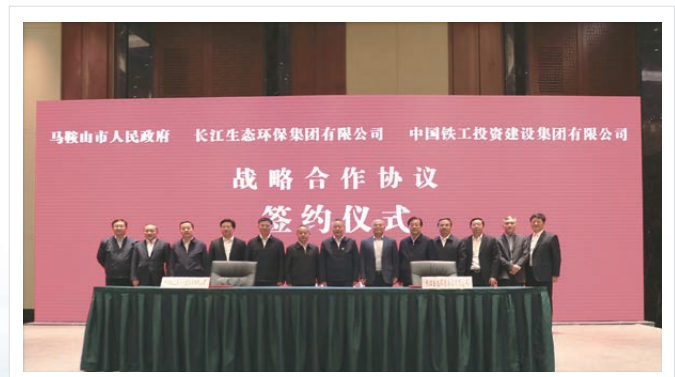 马鞍山市人民政府 长江生态环保集团有限公司 中国铁工投资建设集团有限公司
战略合作协议
签约仪式